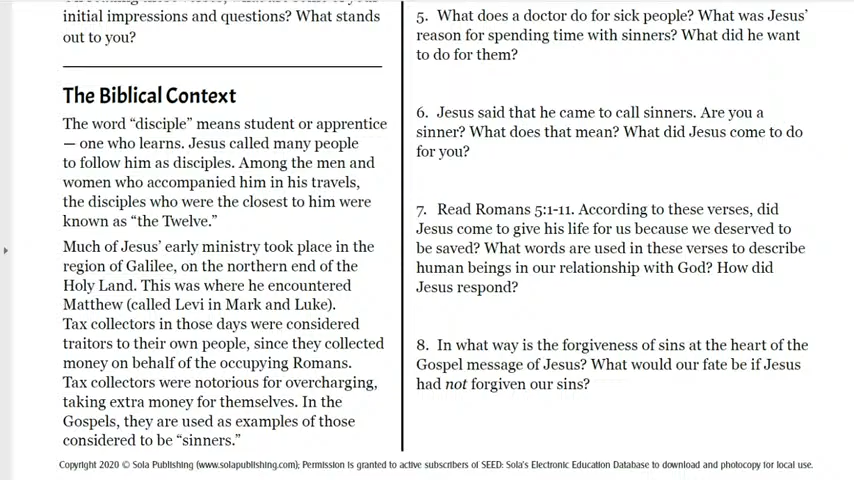 initial impressions and questions? What stands
out to you?
The Biblical Context
The word “disciple” means student or apprentice
— one who learns. Jesus called many people
to follow him as disciples. Among the men and
women who accompanied him in his travels,
the disciples who were the closest to him were
known as “the Twelve.”
Much of Jesus’ early ministry took place in the
region of Galilee, on the northern end of the
Holy Land. This was where he encountered
Matthew (called Levi in Mark and Luke).
Tax collectors in those days were considered
traitors to their own people, since they collected
money on behalf of the occupying Romans.
Tax collectors were notorious for overcharging,
taking extra money for themselves. In the
Gospels, they are used as examples of those
considered to be “sinners.”
5. What does a doctor do for sick people? What was Jesus’
reason for spending time with sinners? What did he want
to do for them?
6. Jesus said that he came to call sinners. Are you a
sinner? What does that mean? What did Jesus come to do
for you?
7. Read Romans 5:1-11. According to these verses, did
Jesus come to give his life for us because we deserved to
be saved? What words are used in these verses to describe
human beings in our relationship with God? How did
Jesus respond?
8. In what way is the forgiveness of sins at the heart of the
Gospel message of Jesus? What would our fate be if Jesus
had not forgiven our sins?
Copyright 2020 © Sola Publishing (www.solapublishing.com); Permission is granted to active subscribers of SEED: Sola’s Electronic Education Database to download and photocopy for local use.